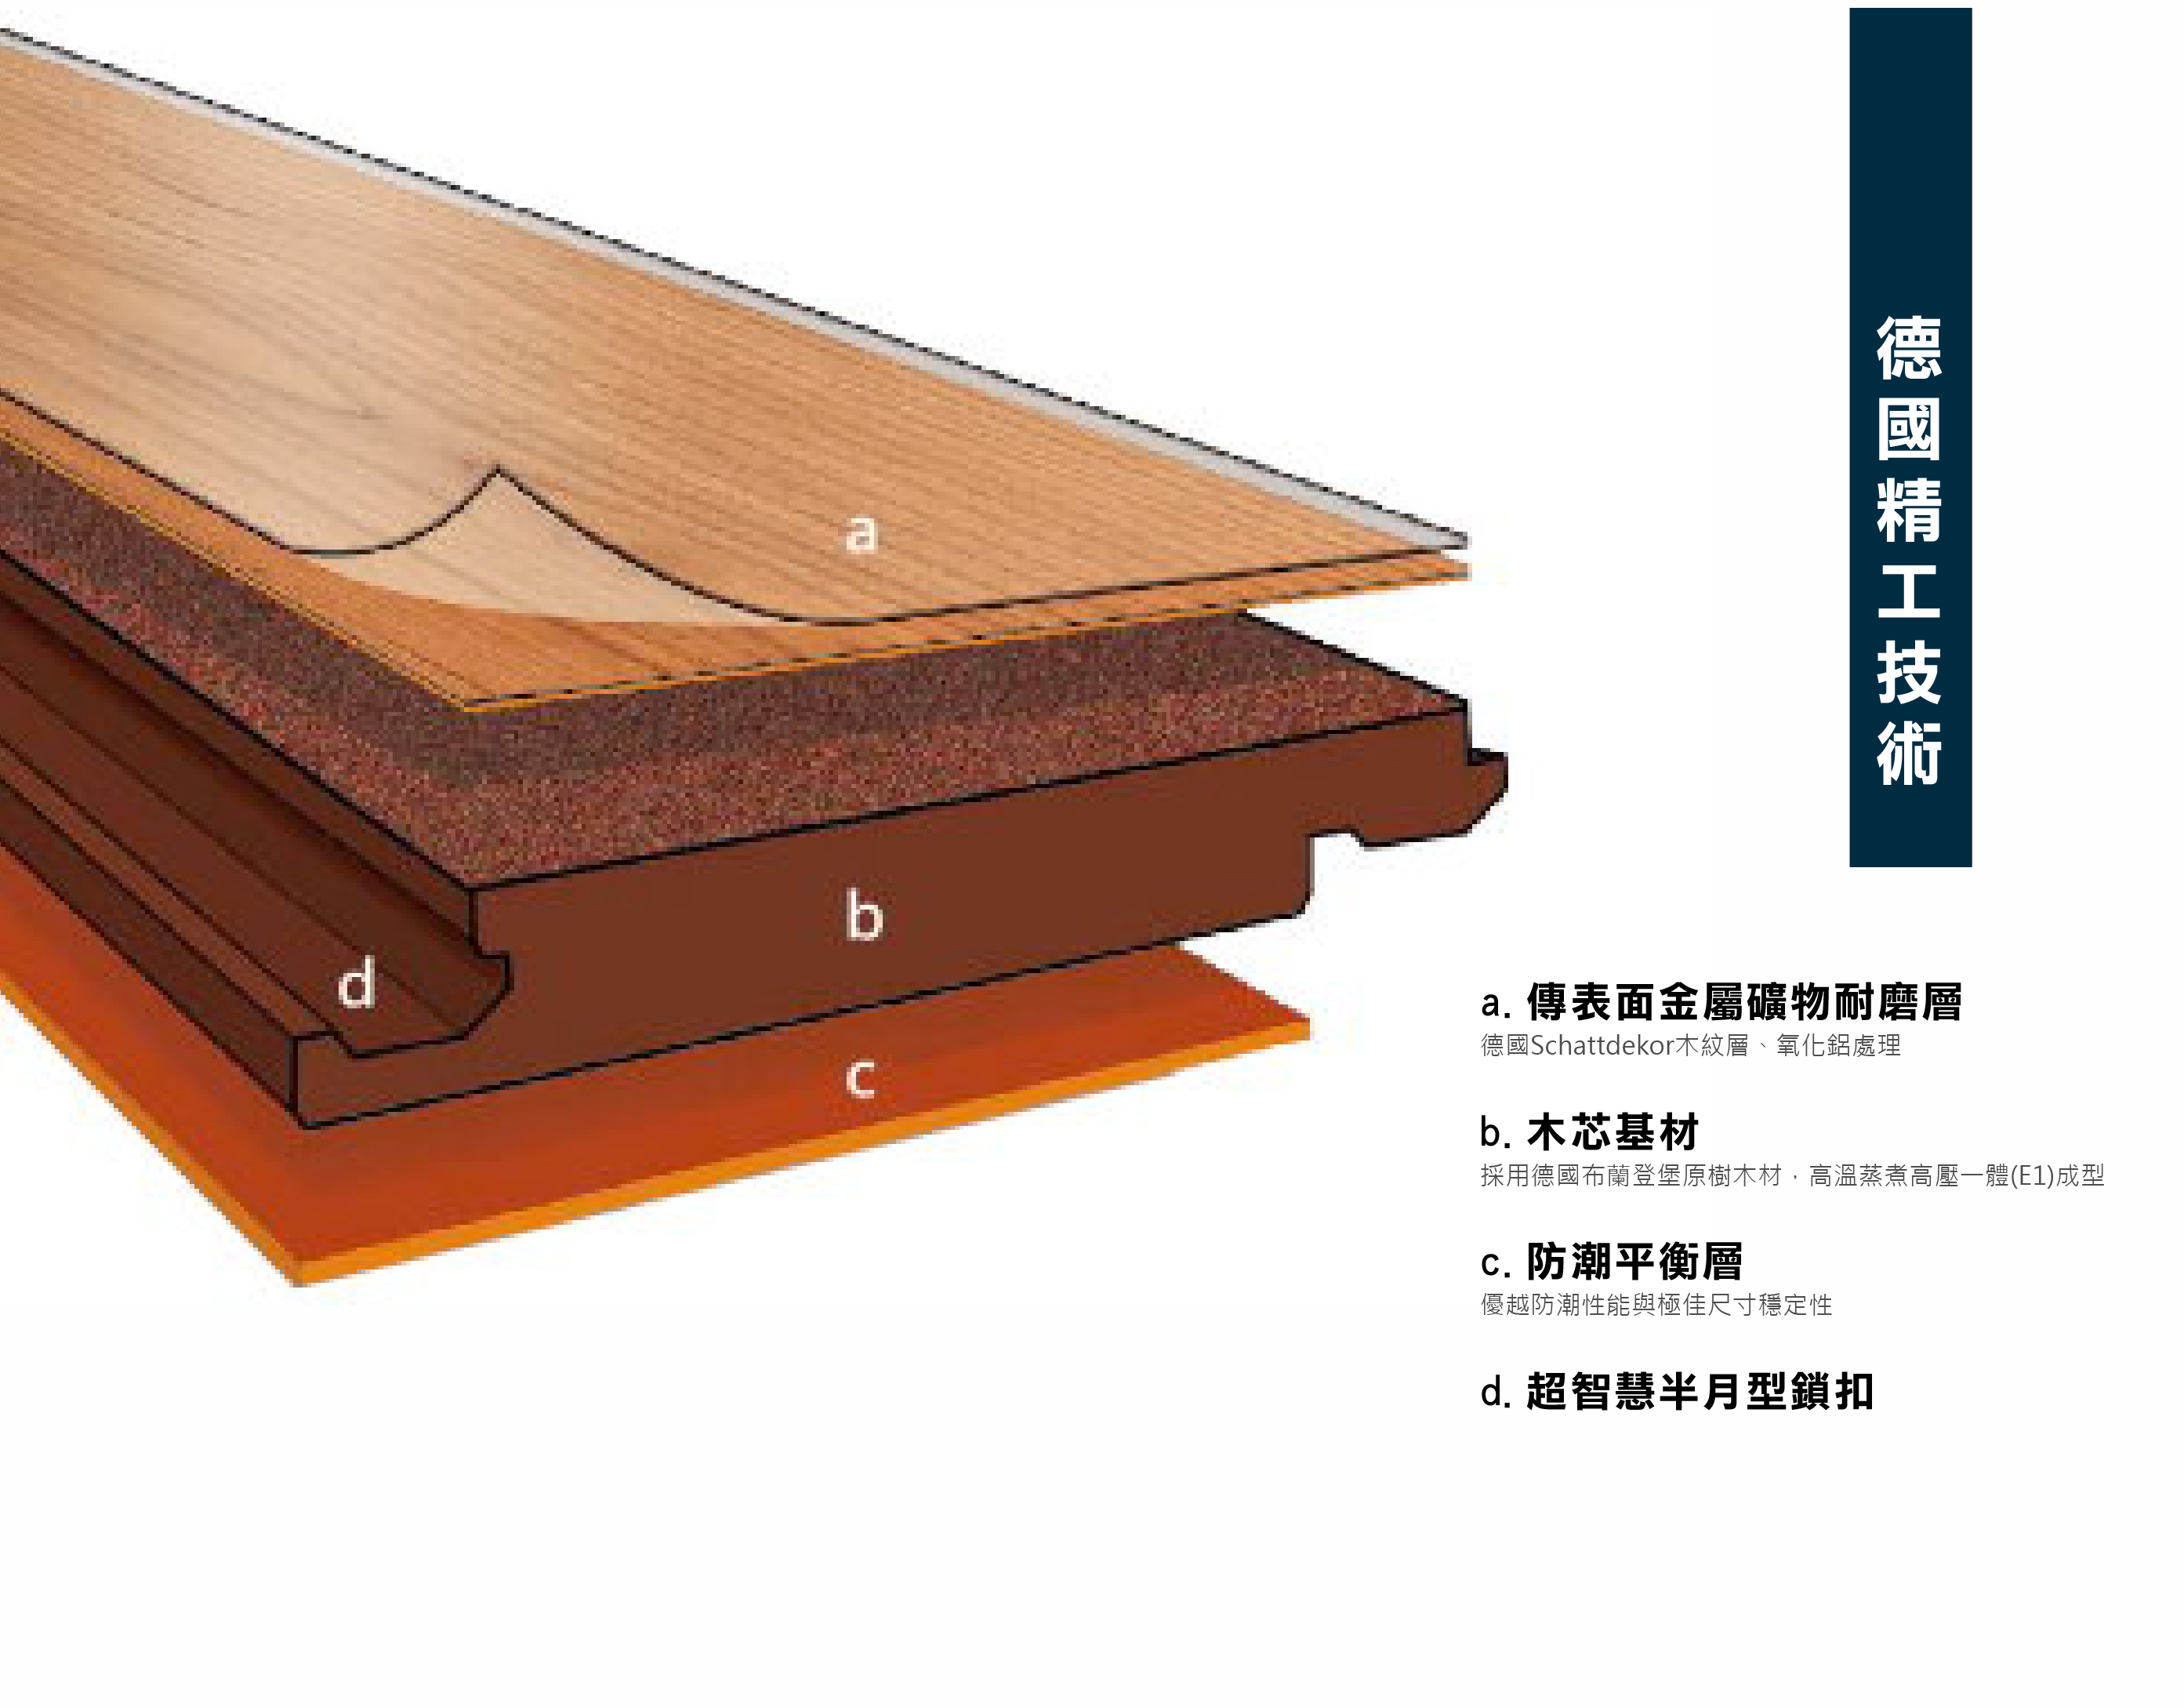 德國精工技術
a
b
d
c
a. 傳表面金屬礦物耐磨層
德國Schattdekor木紋層、氧化鋁處理
b. 木芯基材
採用德國布蘭登堡原樹木材，高溫蒸煮高壓一體(E1)成型
c. 防潮平衡層
優越防潮性能與極佳尺寸穩定性
d. 超智慧半月型鎖扣